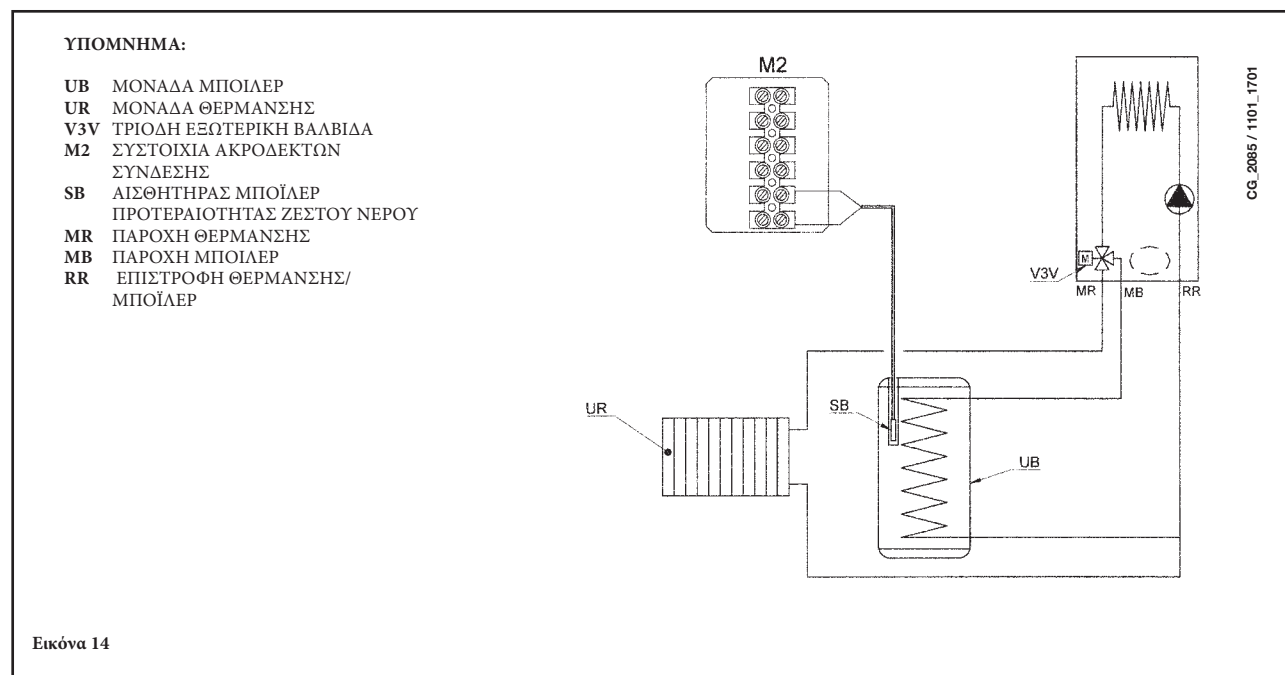 ΥΠΟΜΝΗΜΑ:
UB ΜΟΝΑΔΑ ΜΠΟΙΛΕΡ
UR ΜΟΝΑΔΑ ΘΕΡΜΑΝΣΗΣ
V3V ΤΡΙΟΔΗ ΕΞΩΤΕΡΙΚΗ ΒΑΛΒΙΔΑ
M2 ΣΥΣΤΟΙΧΙΑ ΑΚΡΟΔΕΚΤΩΝ
ΣΥΝΔΕΣΗΣ
SB ΑΙΣΘΗΤΗΡΑΣ ΜΠΟΪΛΕΡ
ΠΡΟΤΕΡΑΙΟΤΗΤΑΣ ΖΕΣΤΟΥ ΝΕΡΟΥ
MR ΠΑΡΟΧΗ ΘΕΡΜΑΝΣΗΣ
MB ΠΑΡΟΧΗ ΜΠΟΙΛΕΡ
RR ΕΠΙΣΤΡΟΦΗ ΘΕΡΜΑΝΣΗΣ/
ΜΠΟΪΛΕΡ
M2
CG_2085 / 1101_1701
M
V3V
MR
MB
RR
UR
SB
UB
Εικόνα 14